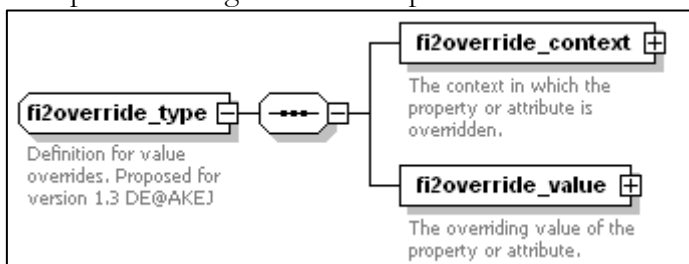 fi2override_type
Definition for value
overrides. Proposed for
version 1.3 DE@AKEJ
fi2override_context
The context in which the
property or attribute is
overridden.
fi2override_value
The overriding value of the
property or attribute.